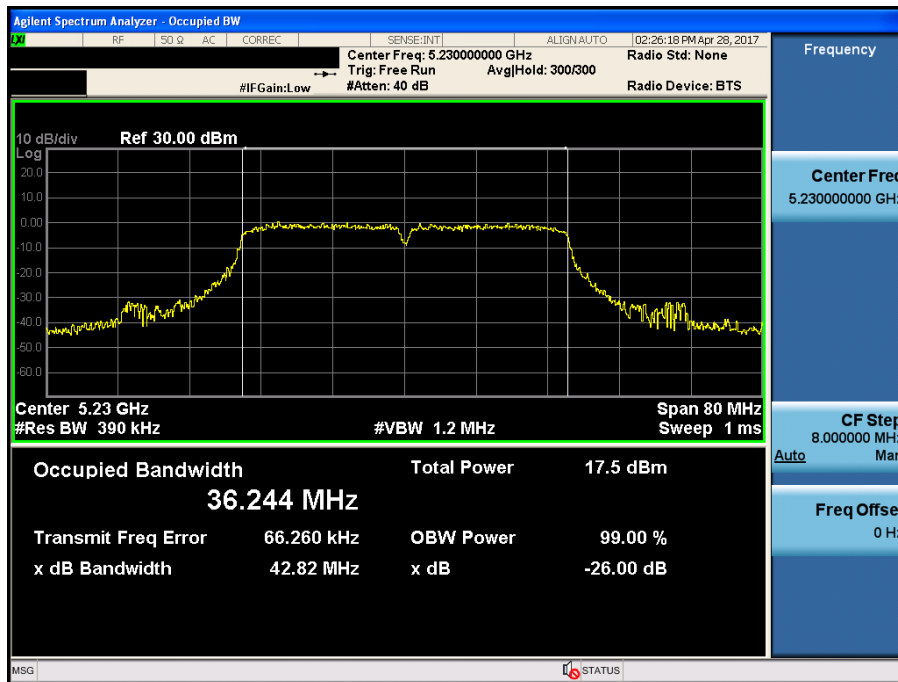 Agilent Spectrum Analyzer - Occupied BW
LXI RF 50 Ω AC CORREC SENSE:INT ALIGN AUTO 02:26:18 PM Apr 28, 2017
Center Freq: 5.230000000 GHz Radio Std: None
Trig: Free Run Avg|Hold: 300/300
#IFGain:Low #Atten: 40 dB Radio Device: BTS
10 dB/div Ref 30.00 dBm
Log
20.0
10.0
0.00
-10.0
-20.0
-30.0
-40.0
-50.0
-60.0
Center 5.23 GHz Span 80 MHz
#Res BW 390 kHz #VBW 1.2 MHz Sweep 1 ms
Occupied Bandwidth Total Power 17.5 dBm
36.244 MHz
Transmit Freq Error 66.260 kHz OBW Power 99.00 %
x dB Bandwidth 42.82 MHz x dB -26.00 dB
MSG STATUS
Frequency
Center Freq
5.230000000 GHz
CF Step
8.000000 MHz
Auto Man
Freq Offset
0 Hz